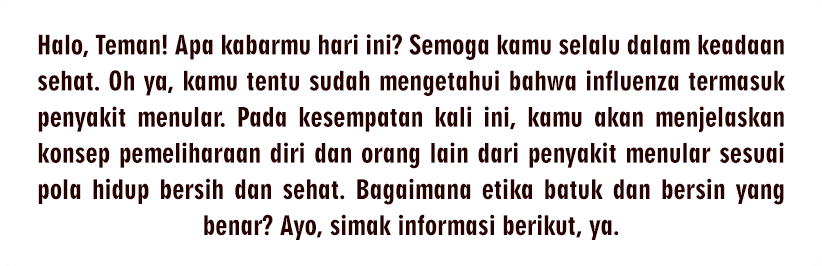 Halo, Teman! Apa kabarmu hari ini? Semoga kamu selalu dalam keadaan
sehat. Oh ya, kamu tentu sudah mengetahui bahwa influenza termasuk
penyakit menular. Pada kesempatan kali ini, kamu akan menjelaskan
konsep pemeliharaan diri dan orang lain dari penyakit menular sesuai
pola hidup bersih dan sehat. Bagaimana etika batuk dan bersin yang
benar? Ayo, simak informasi berikut, ya.